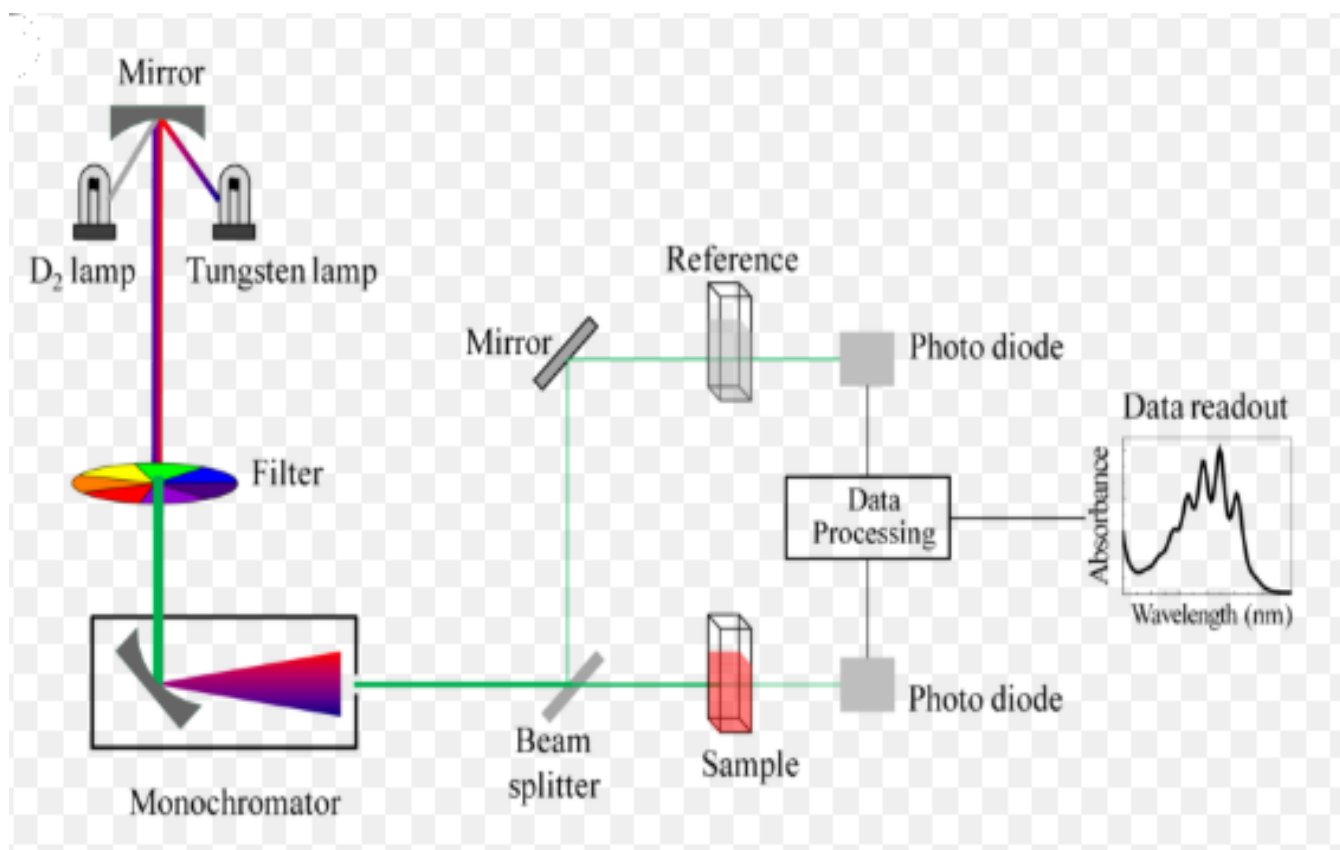 Mirror
D₂ lamp
Tungsten lamp
Reference
Mirror
Photo diode
Data readout
Filter
Absorbance
Data
Processing
Wavelength (nm)
Photo diode
Beam
splitter
Sample
Monochromator